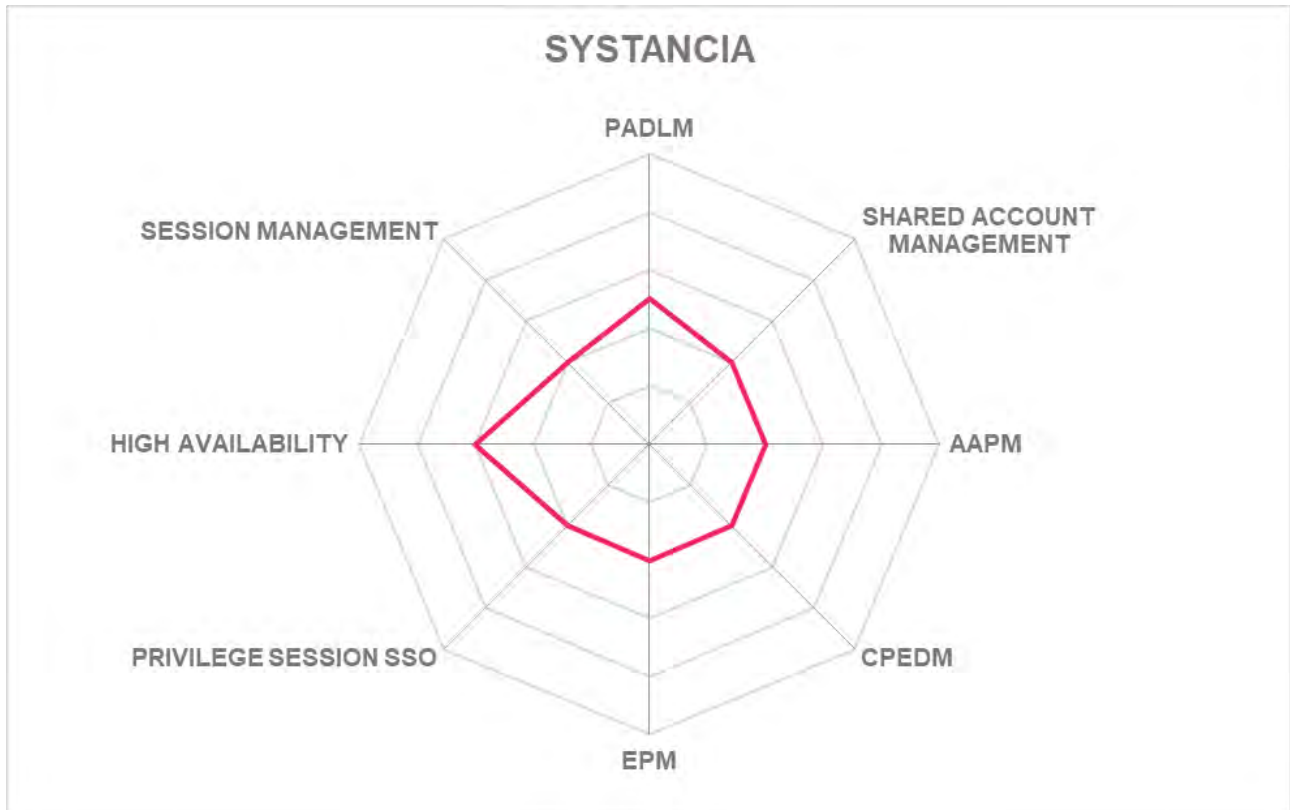 SYSTANCIA
PADLM
SHARED ACCOUNT
MANAGEMENT
SESSION MANAGEMENT
HIGH AVAILABILITY
AAPM
PRIVILEGE SESSION SSO
CPEDM
EPM